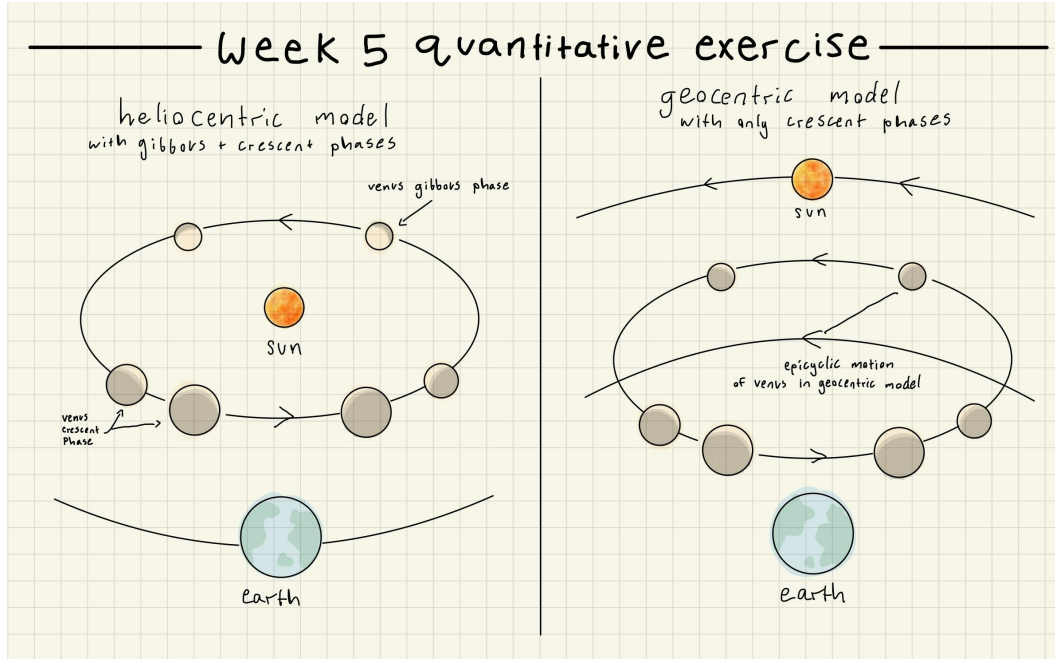 Week 5 quantitative exercise
heliocentric model
with gibbous + crescent phases
venus gibbous phase
sun
venus
crescent
Phase
earth
geocentric model
with only crescent phases
sun
epicyclic motion
of venus in geocentric model
earth